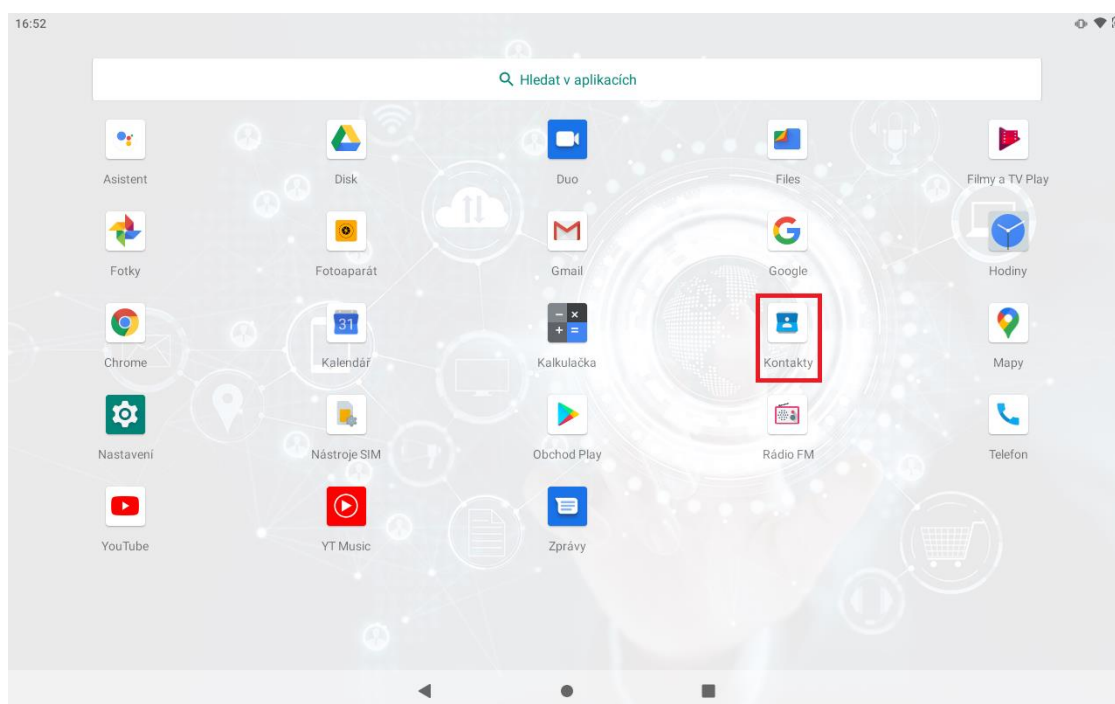 16:52
Hledat v aplikacích
Asistent
Disk
Duo
Files
Filmy a TV Play
Fotky
Fotoaparát
Gmail
Google
Hodiny
Chrome
31
Kalendář
Kalkulačka
Kontakty
Mapy
Nastavení
Nástroje SIM
Obchod Play
Rádio FM
Telefon
YouTube
YT Music
Zprávy